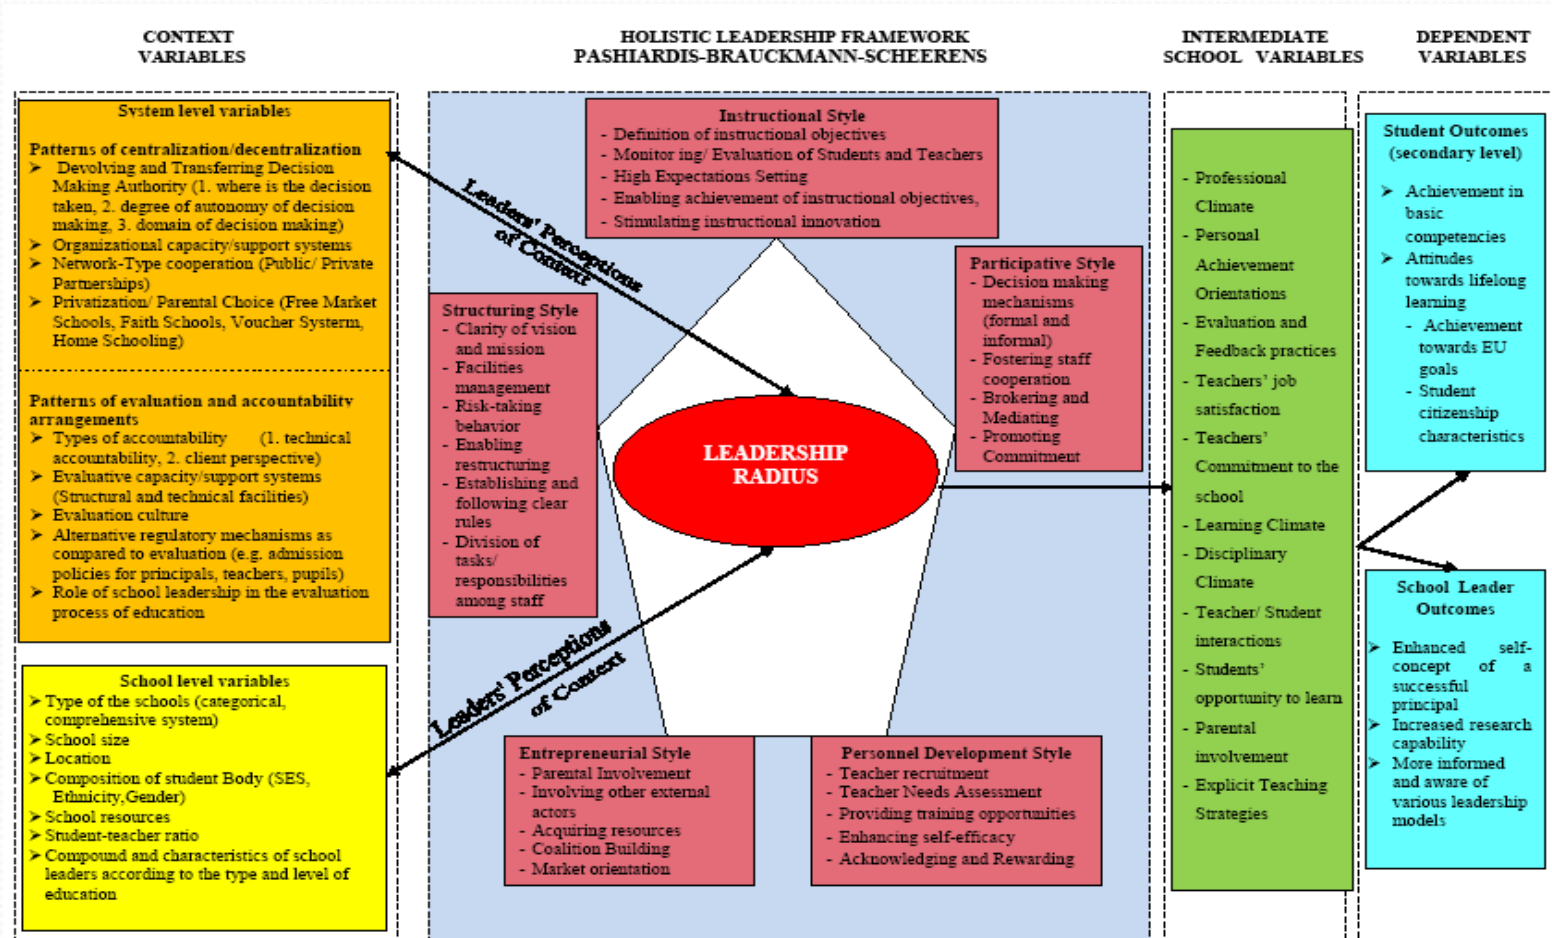 CONTEXT
VARIABLES
HOLISTIC LEADERSHIP FRAMEWORK
PASHIARDIS-BRAUCKMANN-SCHEERENS
INTERMEDIATE
SCHOOL VARIABLES
DEPENDENT
VARIABLES
System level variables
Patterns of centralization/decentralization
➢ Devolving and Transferring Decision
Making Authority (1. where is the decision
taken, 2. degree of autonomy of decision
making, 3. domain of decision making)
➢ Organizational capacity/support systems
➢ Network-Type cooperation (Public/ Private
Partnerships)
➢ Privatization/ Parental Choice (Free Market
Schools, Faith Schools, Voucher Systerm,
Home Schooling)
Patterns of evaluation and accountability
arrangements
➢ Types of accountability (1. technical
accountability, 2. client perspective)
➢ Evaluative capacity/support systems
(Structural and technical facilities)
➢ Evaluation culture
➢ Alternative regulatory mechanisms as
compared to evaluation (e.g. admission
policies for principals, teachers, pupils)
➢ Role of school leadership in the evaluation
process of education
School level variables
➢ Type of the schools (categorical,
comprehensive system)
➢ School size
➢ Location
➢ Composition of student Body (SES,
Ethnicity,Gender)
➢ School resources
➢ Student-teacher ratio
➢ Compound and characteristics of school
leaders according to the type and level of
education
Leaders' Perceptions
of Context
Leaders' Perceptions
of Context
Instructional Style
- Definition of instructional objectives
- Monitor ing/ Evaluation of Students and Teachers
- High Expectations Setting
- Enabling achievement of instructional objectives,
- Stimulating instructional innovation
Structuring Style
- Clarity of vision
and mission
- Facilities
management
- Risk-taking
behavior
- Enabling
restructuring
- Establishing and
following clear
rules
- Division of
tasks/
responsibilities
among staff
Participative Style
- Decision making
mechanisms
(formal and
informal)
- Fostering staff
cooperation
- Brokering and
Mediating
- Promoting
Commitment
LEADERSHIP
RADIUS
Entrepreneurial Style
- Parental Involvement
- Involving other external
actors
- Acquiring resources
- Coalition Building
- Market orientation
Personnel Development Style
- Teacher recruitment
- Teacher Needs Assessment
- Providing training opportunities
- Enhancing self-efficacy
- Acknowledging and Rewarding
- Professional
Climate
- Personal
Achievement
Orientations
- Evaluation and
Feedback practices
- Teachers' job
satisfaction
- Teachers'
Commitment to the
school
- Learning Climate
- Disciplinary
Climate
- Teacher/ Student
interactions
- Students'
opportunity to learn
- Parental
involvement
- Explicit Teaching
Strategies
Student Outcomes
(secondary level)
➢ Achievement in
basic
competencies
➢ Attitudes
towards lifelong
learning
- Achievement
towards EU
goals
- Student
citizenship
characteristics
School Leader
Outcomes
➢ Enhanced self-
concept of a
successful
principal
➢ Increased research
capability
➢ More informed
and aware of
various leadership
models